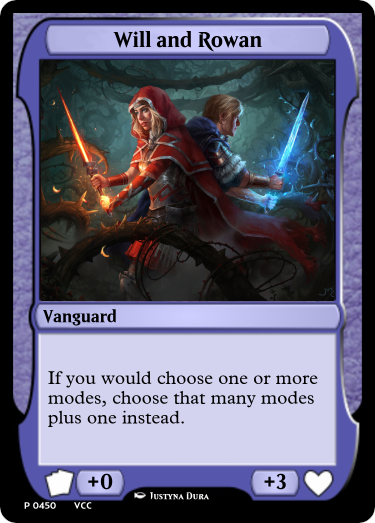 Will and Rowan
Vanguard
If you would choose one or more
modes, choose that many modes
plus one instead.
+0
+3
Justyna Dura
P 0450 VCC